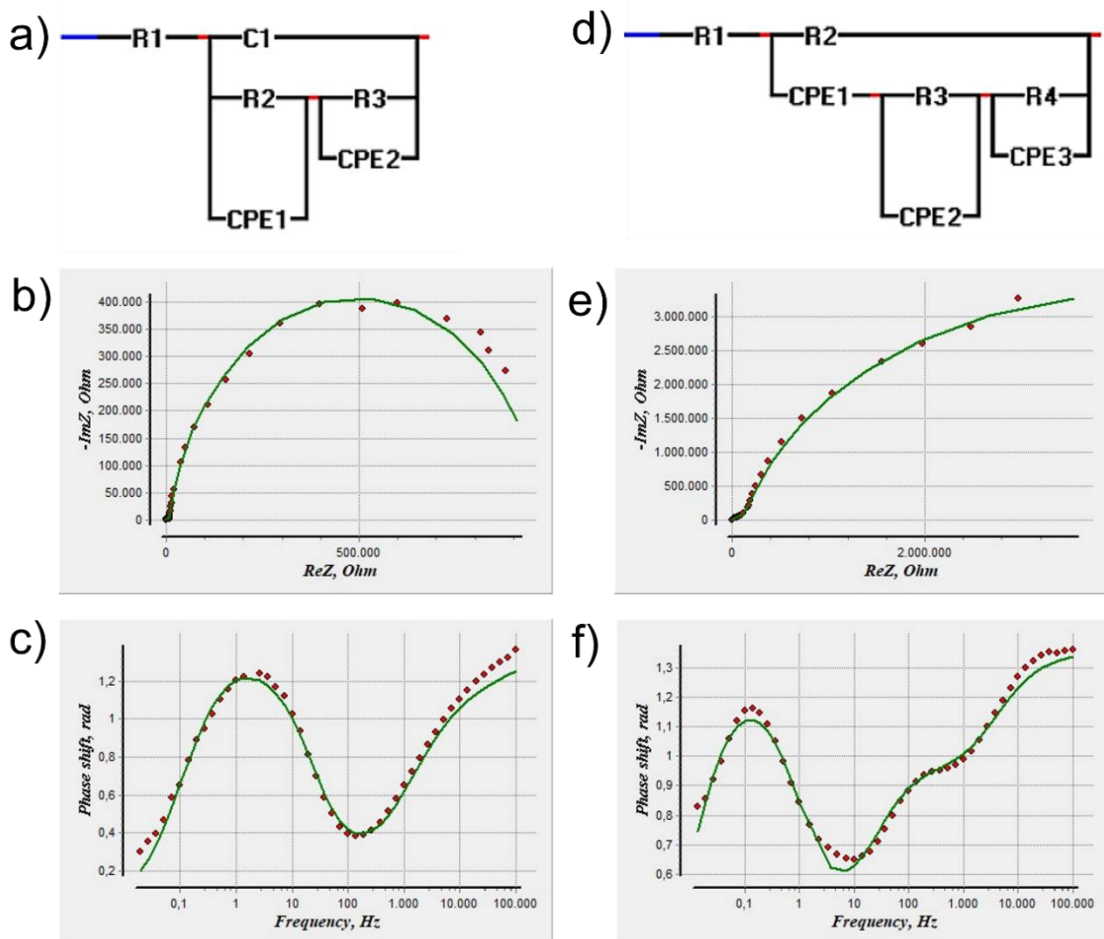 a)
R1 C1
R2 R3
CPE2
CPE1
d)
R1 R2
CPE1 R3 R4
CPE3
CPE2
b)
-ImZ, Ohm
400.000
350.000
300.000
250.000
200.000
150.000
100.000
50.000
0
0 500.000
ReZ, Ohm
e)
-ImZ, Ohm
3.000.000
2.500.000
2.000.000
1.500.000
1.000.000
500.000
0
0 2.000.000
ReZ, Ohm
c)
Phase shift, rad
1,2
1
0,8
0,6
0,4
0,2
0,1 1 10 100 1.000 10.000 100.000
Frequency, Hz
f)
Phase shift, rad
1,3
1,2
1,1
1
0,9
0,8
0,7
0,6
0,1 1 10 100 1.000 10.000 100.000
Frequency, Hz